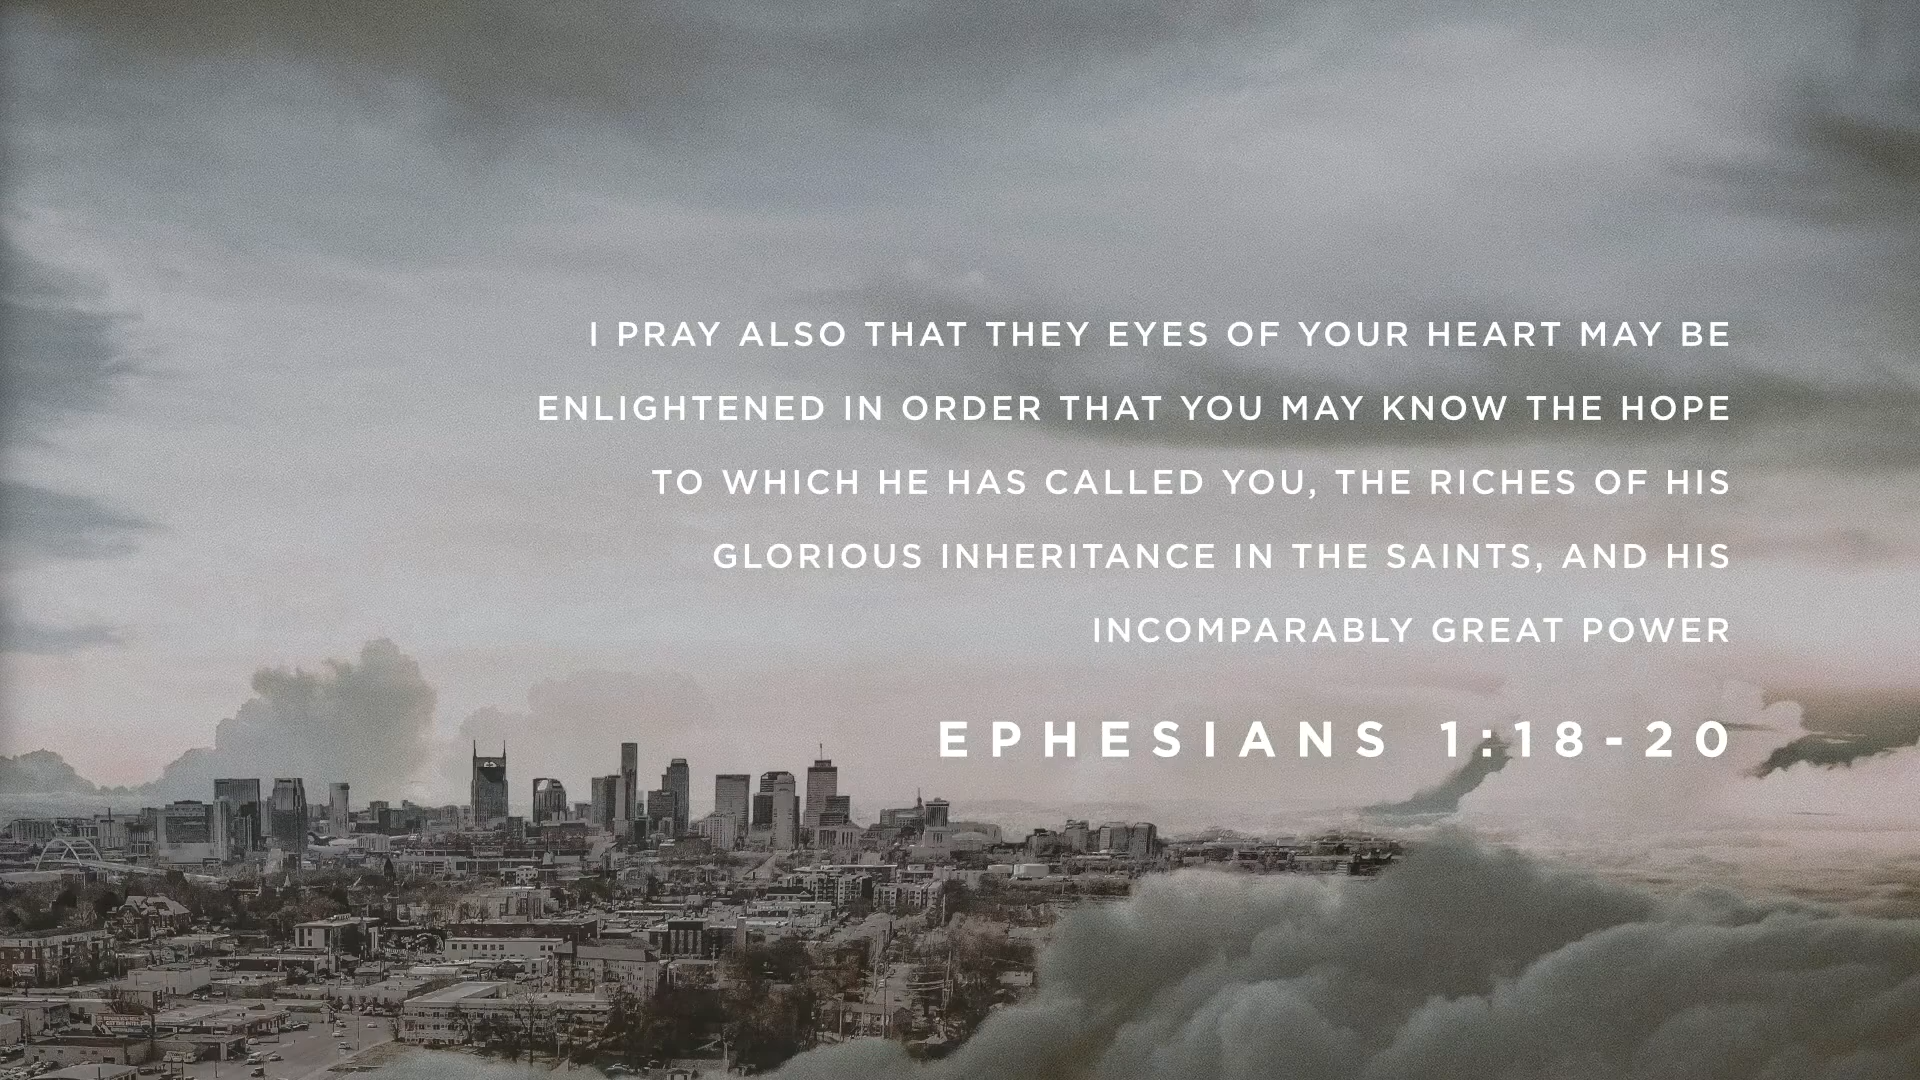 I PRAY ALSO THAT THEY EYES OF YOUR HEART MAY BE
ENLIGHTENED IN ORDER THAT YOU MAY KNOW THE HOPE
TO WHICH HE HAS CALLED YOU, THE RICHES OF HIS
GLORIOUS INHERITANCE IN THE SAINTS, AND HIS
INCOMPARABLY GREAT POWER
EPHESIANS 1:18-20